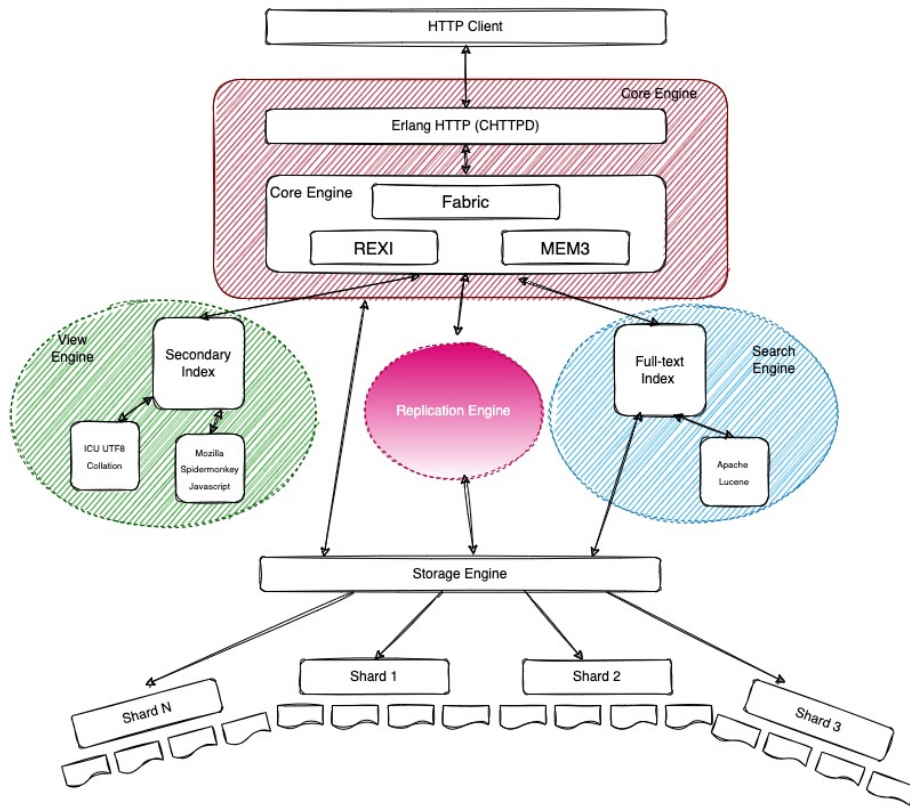 HTTP Client
Core Engine
Erlang HTTP (CHTTPD)
Core Engine
Fabric
REXI
MEM3
View
Engine
Secondary
Index
ICU UTF8
Collation
Mozilla
Spidermonkey
Javascript
Replication Engine
Full-text
Index
Search
Engine
Apache
Lucene
Storage Engine
Shard N
Shard 1
Shard 2
Shard 3